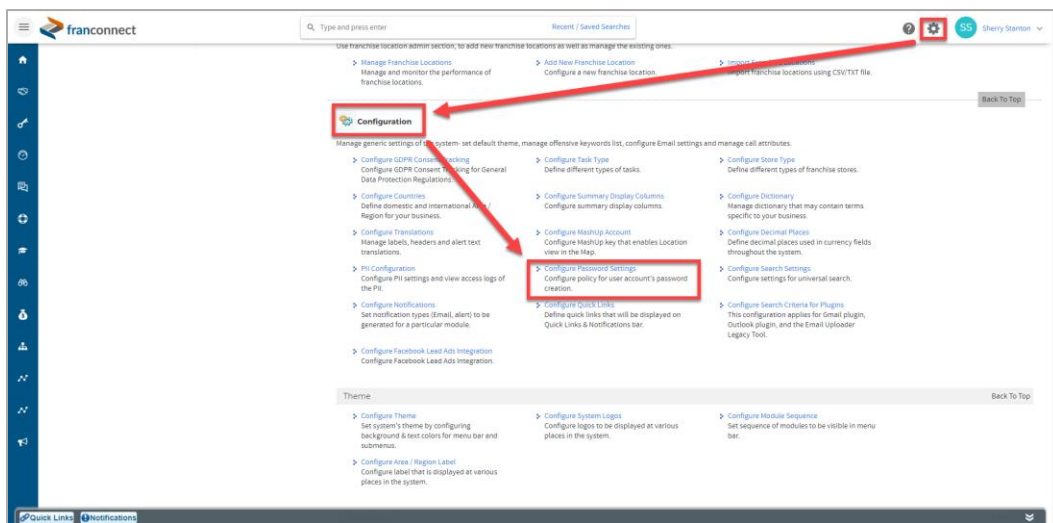 franconnect
Type and press enter
Recent / Saved Searches
SS
Sherry Stanton
Use franchise location admin section, to add new franchise locations as well as manage the existing ones.
Manage Franchise Locations
Manage and monitor the performance of
franchise locations.
Add New Franchise Location
Configure a new franchise location.
Import franchise locations using CSV/TXT file.
Back To Top
Configuration
Manage generic settings of the system- set default theme, manage offensive keywords list, configure Email settings and manage call attributes.
Configure GDPR Consent Tracking
Configure GDPR Consent Tracking for General
Data Protection Regulations.
Configure Task Type
Define different types of tasks.
Configure Store Type
Define different types of franchise stores.
Configure Countries
Define domestic and international Area /
Region for your business.
Configure Summary Display Columns
Configure summary display columns.
Configure Dictionary
Manage dictionary that may contain terms
specific to your business.
Configure Translations
Manage labels, headers and alert text
translations.
Configure MashUp Account
Configure MashUp key that enables Location
view in the Map.
Configure Decimal Places
Define decimal places used in currency fields
throughout the system.
PII Configuration
Configure PII settings and view access logs of
the PII.
Configure Password Settings
Configure policy for user account's password
creation.
Configure Search Settings
Configure settings for universal search.
Configure Notifications
Set notification types (Email, alert) to be
generated for a particular module.
Configure Quick Links
Define quick links that will be displayed on
Quick Links & Notifications bar.
Configure Search Criteria for Plugins
This configuration applies for Gmail plugin,
Outlook plugin, and the Email Uploader
Legacy Tool.
Configure Facebook Lead Ads Integration
Configure Facebook Lead Ads Integration.
Theme
Back To Top
Configure Theme
Set system's theme by configuring
background & text colors for menu bar and
submenus.
Configure System Logos
Configure logos to be displayed at various
places in the system.
Configure Module Sequence
Set sequence of modules to be visible in menu
bar.
Configure Area / Region Label
Configure label that is displayed at various
places in the system.
Quick Links
Notifications